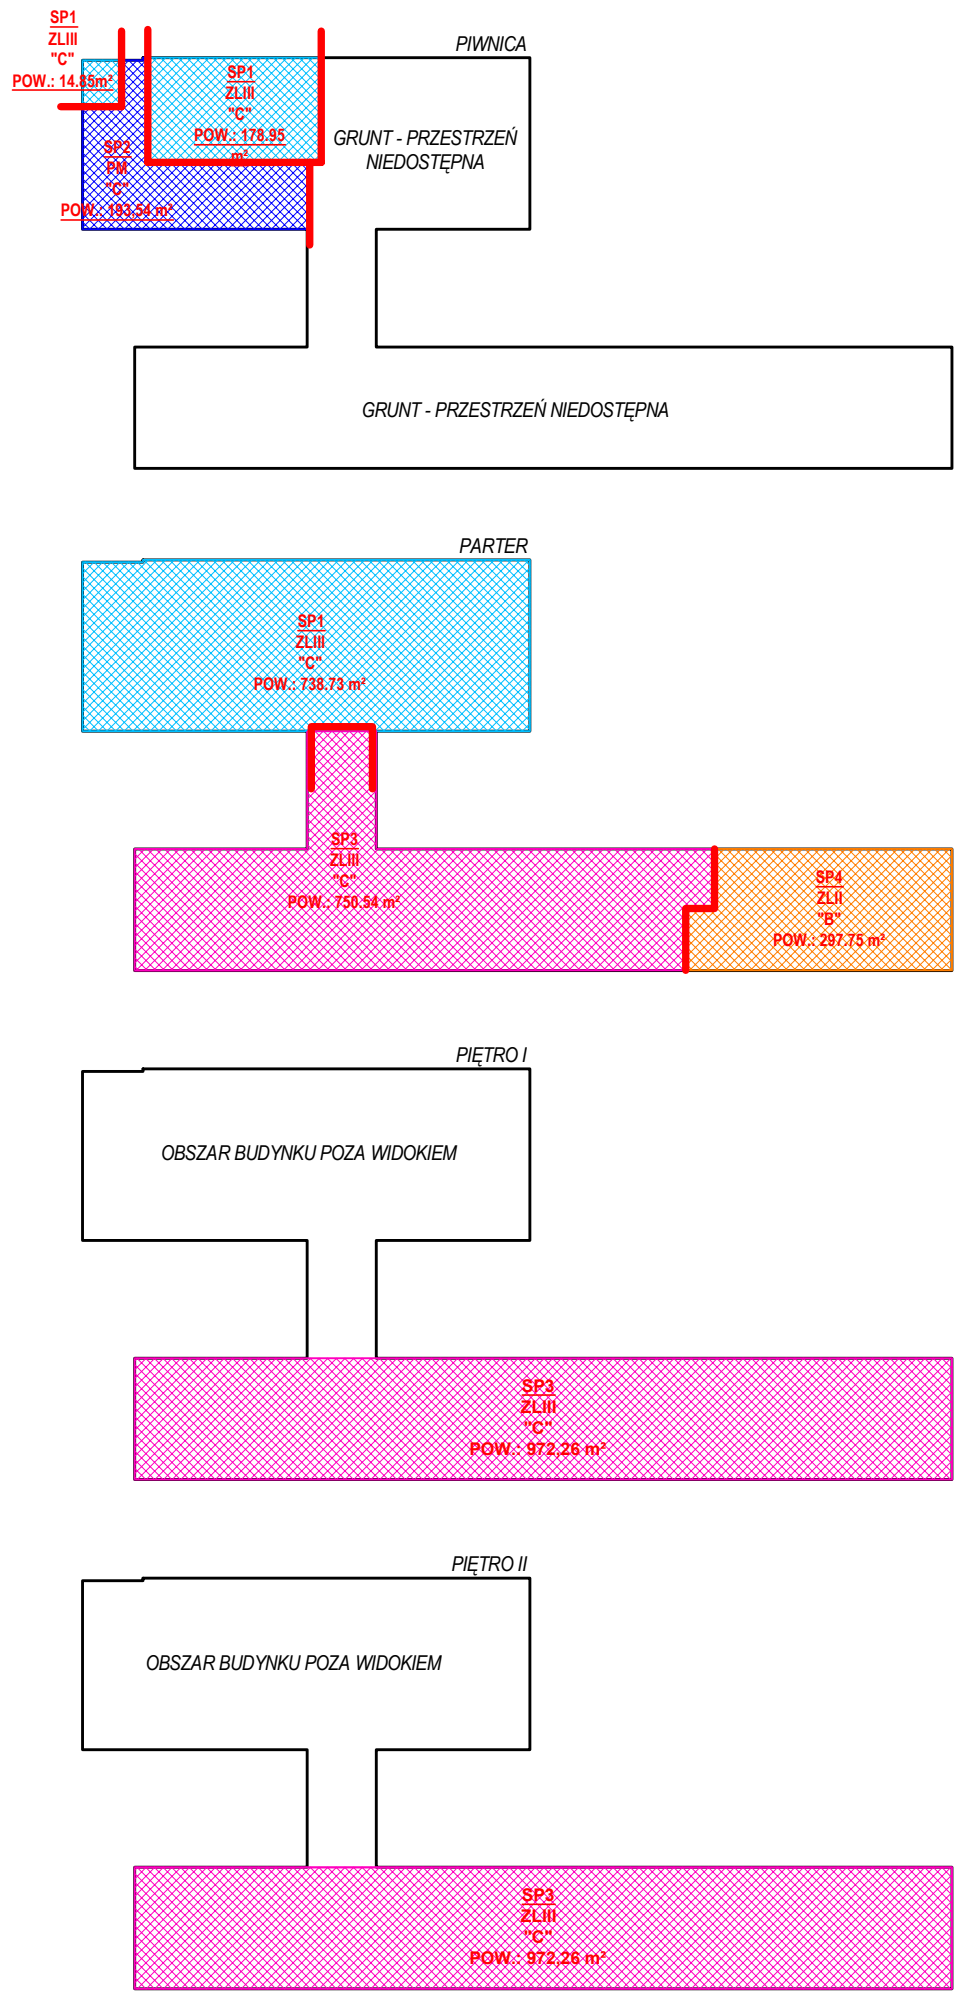 SP1
ZLIII
"C"
POW.: 14.85m²
PIWNICA
SP1
ZLIII
"C"
POW.: 178.95
m²
GRUNT - PRZESTRZEŃ
NIEDOSTĘPNA
SP2
PM
"C"
POW.: 193,54 m²
GRUNT - PRZESTRZEŃ NIEDOSTĘPNA
PARTER
SP1
ZLIII
"C"
POW.: 738.73 m²
SP3
ZLIII
"C"
POW.: 750.54 m²
SP4
ZLII
"B"
POW.: 297.75 m²
PIĘTRO I
OBSZAR BUDYNKU POZA WIDOKIEM
SP3
ZLIII
"C"
POW.: 972,26 m²
PIĘTRO II
OBSZAR BUDYNKU POZA WIDOKIEM
SP3
ZLIII
"C"
POW.: 972,26 m²